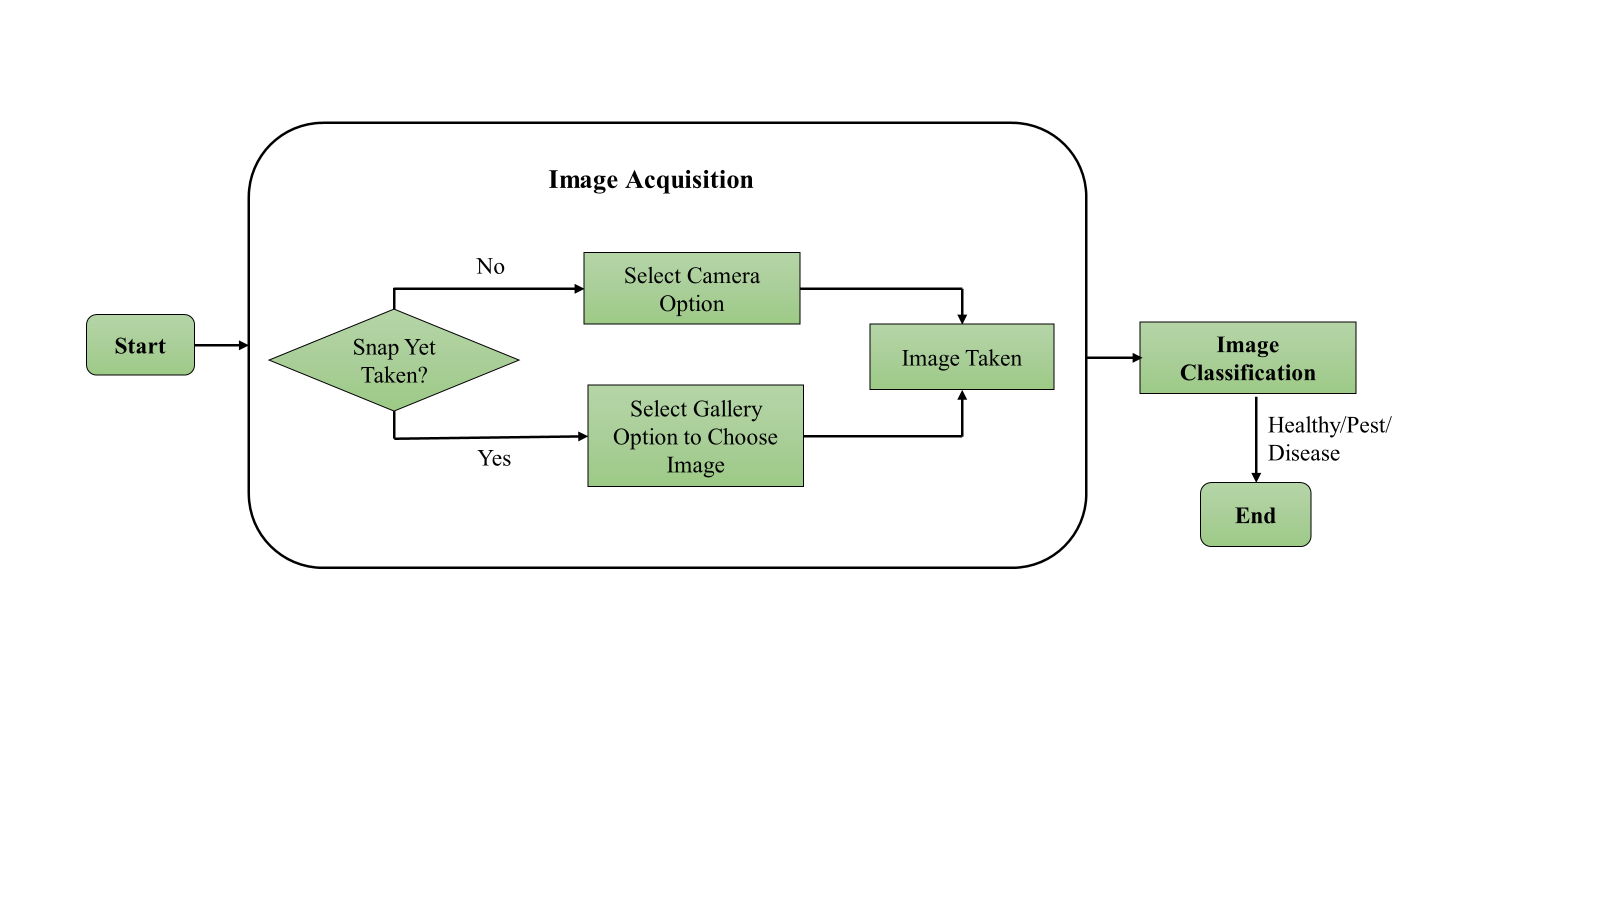 Image Acquisition
Start
Snap Yet
Taken?
No
Yes
Select Camera
Option
Select Gallery
Option to Choose
Image
Image Taken
Image
Classification
Healthy/Pest/
Disease
End